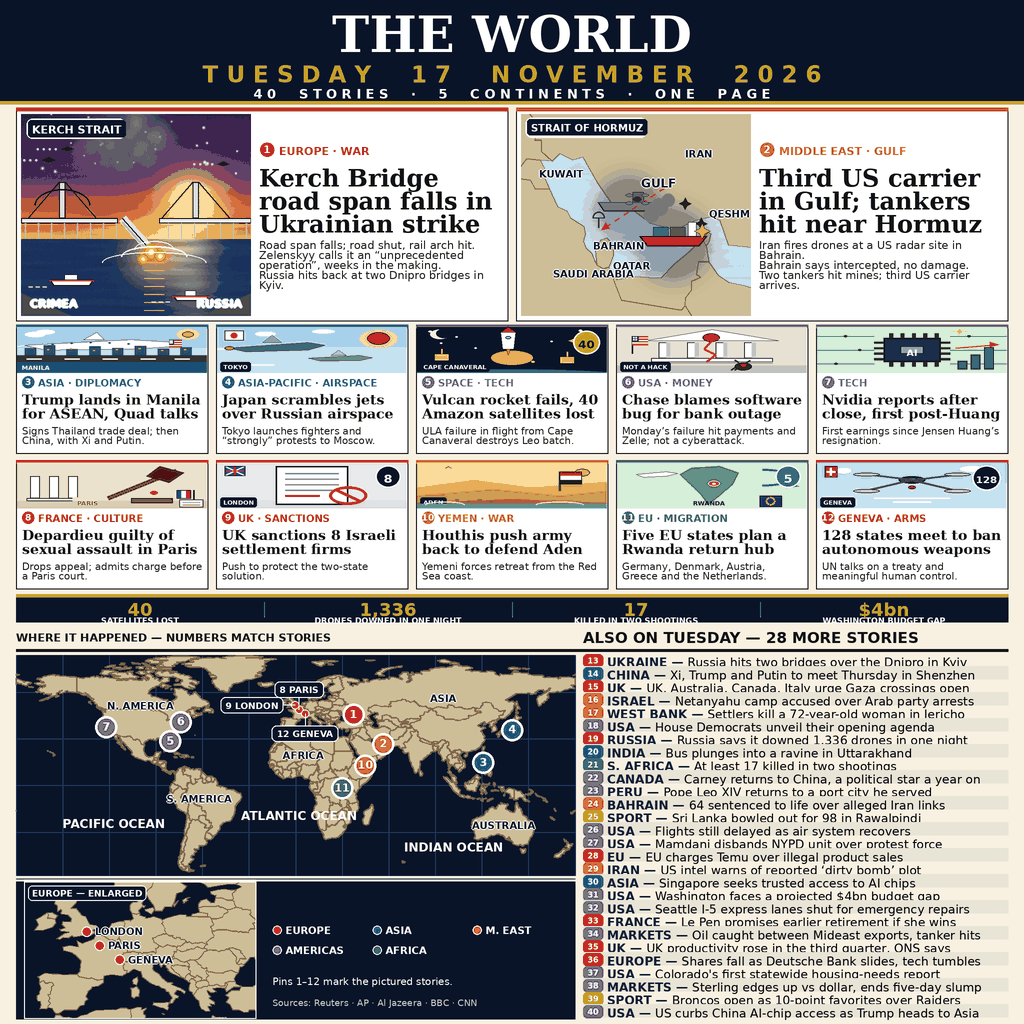 THE WORLD
TUESDAY 17 NOVEMBER 2026
40 STORIES · 5 CONTINENTS · ONE PAGE
KERCH STRAIT
CRIMEA
RUSSIA
1 EUROPE · WAR
Kerch Bridge
road span falls in
Ukrainian strike
Road span falls; road shut, rail arch hit.
Zelenskyy calls it an “unprecedented
operation”, weeks in the making.
Russia hits back at two Dnipro bridges in
Kyiv.
STRAIT OF HORMUZ
IRAN
KUWAIT
GULF
QESHM
BAHRAIN
QATAR
SAUDI ARABIA
2 MIDDLE EAST · GULF
Third US carrier
in Gulf; tankers
hit near Hormuz
Iran fires drones at a US radar site in
Bahrain.
Bahrain says intercepted, no damage.
Two tankers hit mines; third US carrier
arrives.
MANILA
3 ASIA · DIPLOMACY
Trump lands in Manila
for ASEAN, Quad talks
Signs Thailand trade deal; then
China, with Xi and Putin.
TOKYO
4 ASIA-PACIFIC · AIRSPACE
Japan scrambles jets
over Russian airspace
Tokyo launches fighters and
“strongly” protests to Moscow.
40
CAPE CANAVERAL
5 SPACE · TECH
Vulcan rocket fails, 40
Amazon satellites lost
ULA failure in flight from Cape
Canaveral destroys Leo batch.
NOT A HACK
6 USA · MONEY
Chase blames software
bug for bank outage
Monday’s failure hit payments and
Zelle; not a cyberattack.
AI
7 TECH
Nvidia reports after
close, first post-Huang
First earnings since Jensen Huang’s
resignation.
PARIS
8 FRANCE · CULTURE
Depardieu guilty of
sexual assault in Paris
Drops appeal; admits charge before
a Paris court.
8
LONDON
9 UK · SANCTIONS
UK sanctions 8 Israeli
settlement firms
Push to protect the two-state
solution.
ADEN
10 YEMEN · WAR
Houthis push army
back to defend Aden
Yemeni forces retreat from the Red
Sea coast.
5
RWANDA
11 EU · MIGRATION
Five EU states plan a
Rwanda return hub
Germany, Denmark, Austria,
Greece and the Netherlands.
128
GENEVA
12 GENEVA · ARMS
128 states meet to ban
autonomous weapons
UN talks on a treaty and
meaningful human control.
40
SATELLITES LOST
1,336
DRONES DOWNED IN ONE NIGHT
17
KILLED IN TWO SHOOTINGS
$4bn
WASHINGTON BUDGET GAP
WHERE IT HAPPENED — NUMBERS MATCH STORIES
8 PARIS
9 LONDON
12 GENEVA
N. AMERICA
ASIA
AFRICA
S. AMERICA
AUSTRALIA
PACIFIC OCEAN
ATLANTIC OCEAN
INDIAN OCEAN
7
6
5
1
2
10
11
3
4
EUROPE — ENLARGED
LONDON
PARIS
GENEVA
EUROPE
ASIA
M. EAST
AMERICAS
AFRICA
Pins 1–12 mark the pictured stories.
Sources: Reuters · AP · Al Jazeera · BBC · CNN
ALSO ON TUESDAY — 28 MORE STORIES
13 UKRAINE — Russia hits two bridges over the Dnipro in Kyiv
14 CHINA — Xi, Trump and Putin to meet Thursday in Shenzhen
15 UK — UK, Australia, Canada, Italy urge Gaza crossings open
16 ISRAEL — Netanyahu camp accused over Arab party arrests
17 WEST BANK — Settlers kill a 72-year-old woman in Jericho
18 USA — House Democrats unveil their opening agenda
19 RUSSIA — Russia says it downed 1,336 drones in one night
20 INDIA — Bus plunges into a ravine in Uttarakhand
21 S. AFRICA — At least 17 killed in two shootings
22 CANADA — Carney returns to China, a political star a year on
23 PERU — Pope Leo XIV returns to a port city he served
24 BAHRAIN — 64 sentenced to life over alleged Iran links
25 SPORT — Sri Lanka bowled out for 98 in Rawalpindi
26 USA — Flights still delayed as air system recovers
27 USA — Mamdani disbands NYPD unit over protest force
28 EU — EU charges Temu over illegal product sales
29 IRAN — US intel warns of reported ‘dirty bomb’ plot
30 ASIA — Singapore seeks trusted access to AI chips
31 USA — Washington faces a projected $4bn budget gap
32 USA — Seattle I-5 express lanes shut for emergency repairs
33 FRANCE — Le Pen promises earlier retirement if she wins
34 MARKETS — Oil caught between Mideast exports, tanker hits
35 UK — UK productivity rose in the third quarter, ONS says
36 EUROPE — Shares fall as Deutsche Bank slides, tech tumbles
37 USA — Colorado's first statewide housing-needs report
38 MARKETS — Sterling edges up vs dollar, ends five-day slump
39 SPORT — Broncos open as 10-point favorites over Raiders
40 USA — US curbs China AI-chip access as Trump heads to Asia